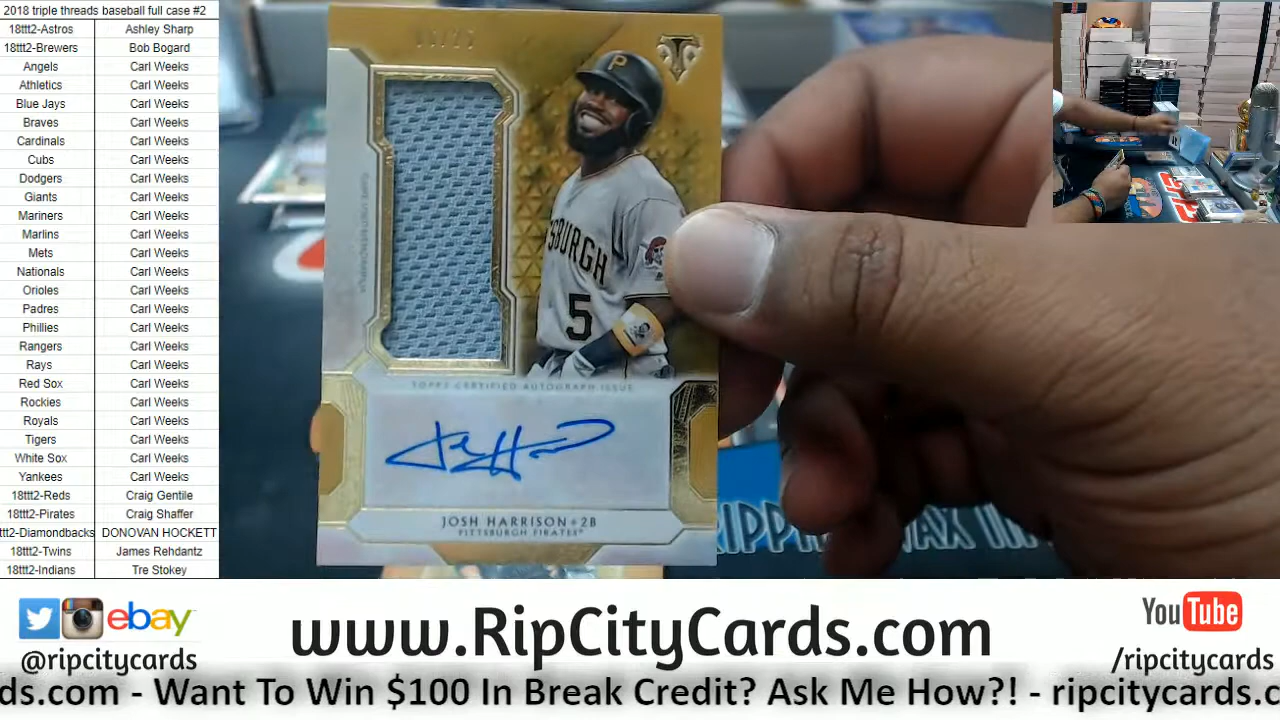 2018 triple threads baseball full case #2
18ttt2-Astros Ashley Sharp
18ttt2-Brewers Bob Bogard
Angels Carl Weeks
Athletics Carl Weeks
Blue Jays Carl Weeks
Braves Carl Weeks
Cardinals Carl Weeks
Cubs Carl Weeks
Dodgers Carl Weeks
Giants Carl Weeks
Mariners Carl Weeks
Marlins Carl Weeks
Mets Carl Weeks
Nationals Carl Weeks
Orioles Carl Weeks
Padres Carl Weeks
Phillies Carl Weeks
Rangers Carl Weeks
Rays Carl Weeks
Red Sox Carl Weeks
Rockies Carl Weeks
Royals Carl Weeks
Tigers Carl Weeks
White Sox Carl Weeks
Yankees Carl Weeks
18ttt2-Reds Craig Gentile
18ttt2-Pirates Craig Shaffer
ttt2-Diamondbacks DONOVAN HOCKETT
18ttt2-Twins James Rehdantz
18ttt2-Indians Tre Stokey
P
SBURGH
5
TOPPS CERTIFIED AUTOGRAPH ISSUE
JOSH HARRISON • 2B
PITTSBURGH PIRATES
ebay
@ripcitycards
www.RipCityCards.com
YouTube
/ripcitycards
ds.com - Want To Win $100 In Break Credit? Ask Me How?! - ripcitycards.c